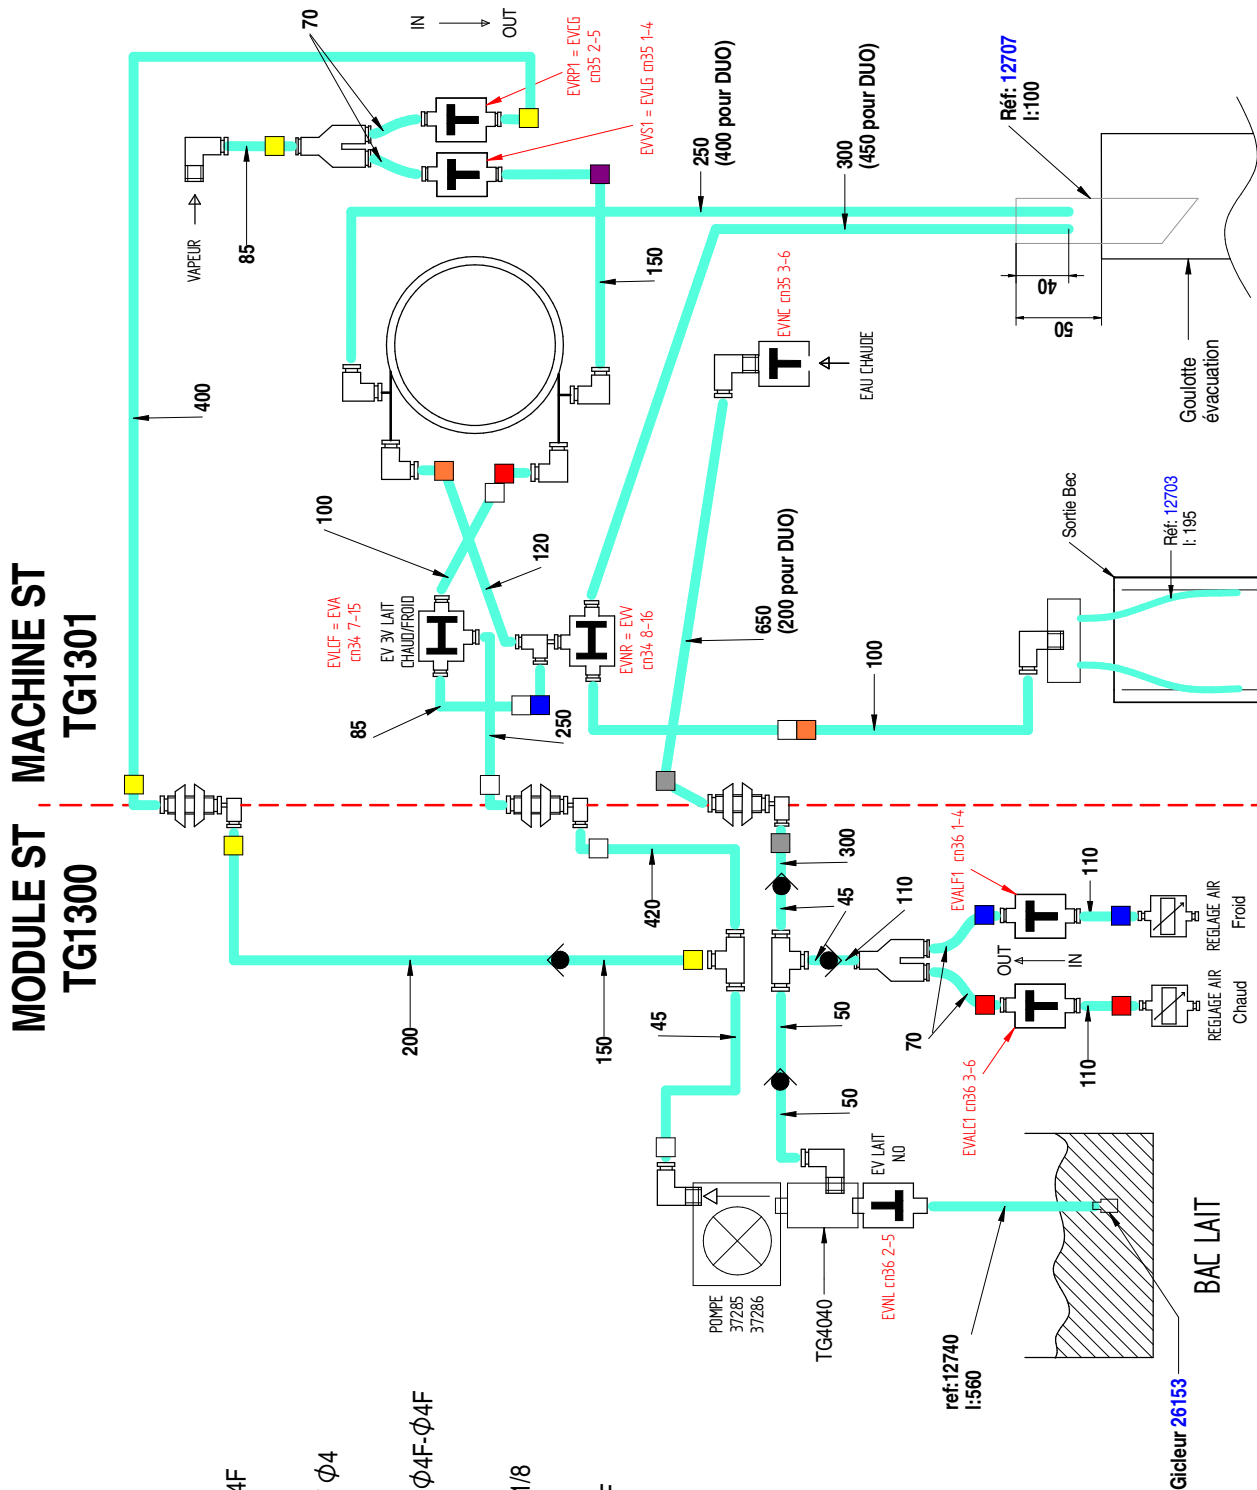 MACHINE ST
TG1301
MODULE ST
TG1300
70
IN
OUT
EVRP1 = EVCG
cn35 2-5
EVVS1 = EVLG cn35 1-4
VAPEUR
85
400
150
250
(400 pour DUO)
300
(450 pour DUO)
Réf: 12707
l:100
40
50
Goulotte
évacuation
EVNC cn35 3-6
EAU CHAUDE
100
120
EVLCF = EVA
cn34 7-15
EV 3V LAIT
CHAUD/FROID
EVNR = EVV
cn34 8-16
85
250
650
(200 pour DUO)
100
Sortie Bec
Réf: 12703
l: 195
420
300
45
110
EVALF1 cn36 1-4
110
REGLAGE AIR
Froid
OUT
IN
200
150
45
50
50
70
EVALC1 cn36 3-6
110
REGLAGE AIR
Chaud
EV LAIT
N.O
EVNL cn36 2-5
POMPE
37285
37286
TG4040
ref:12740
l:560
BAC LAIT
Gicleur 26153
4F
ϕ4
ϕ4F-ϕ4F
1/8